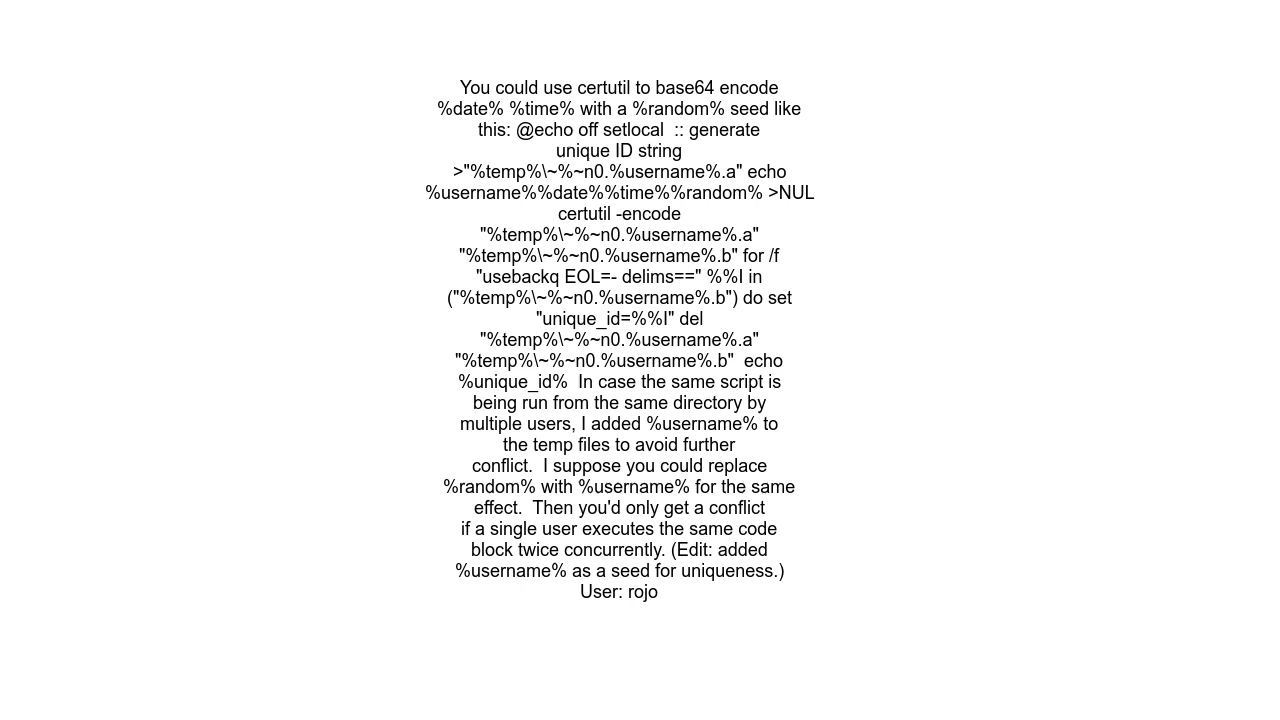 You could use certutil to base64 encode
%date% %time% with a %random% seed like
this: @echo off setlocal  :: generate
unique ID string
>"%temp%\~%~n0.%username%.a" echo
%username%%date%%time%%random% >NUL
certutil -encode
"%temp%\~%~n0.%username%.a"
"%temp%\~%~n0.%username%.b" for /f
"usebackq EOL=- delims==" %%I in
("%temp%\~%~n0.%username%.b") do set
"unique_id=%%I" del
"%temp%\~%~n0.%username%.a"
"%temp%\~%~n0.%username%.b"  echo
%unique_id%  In case the same script is
being run from the same directory by
multiple users, I added %username% to
the temp files to avoid further
conflict.  I suppose you could replace
%random% with %username% for the same
effect.  Then you'd only get a conflict
if a single user executes the same code
block twice concurrently. (Edit: added
%username% as a seed for uniqueness.)
User: rojo